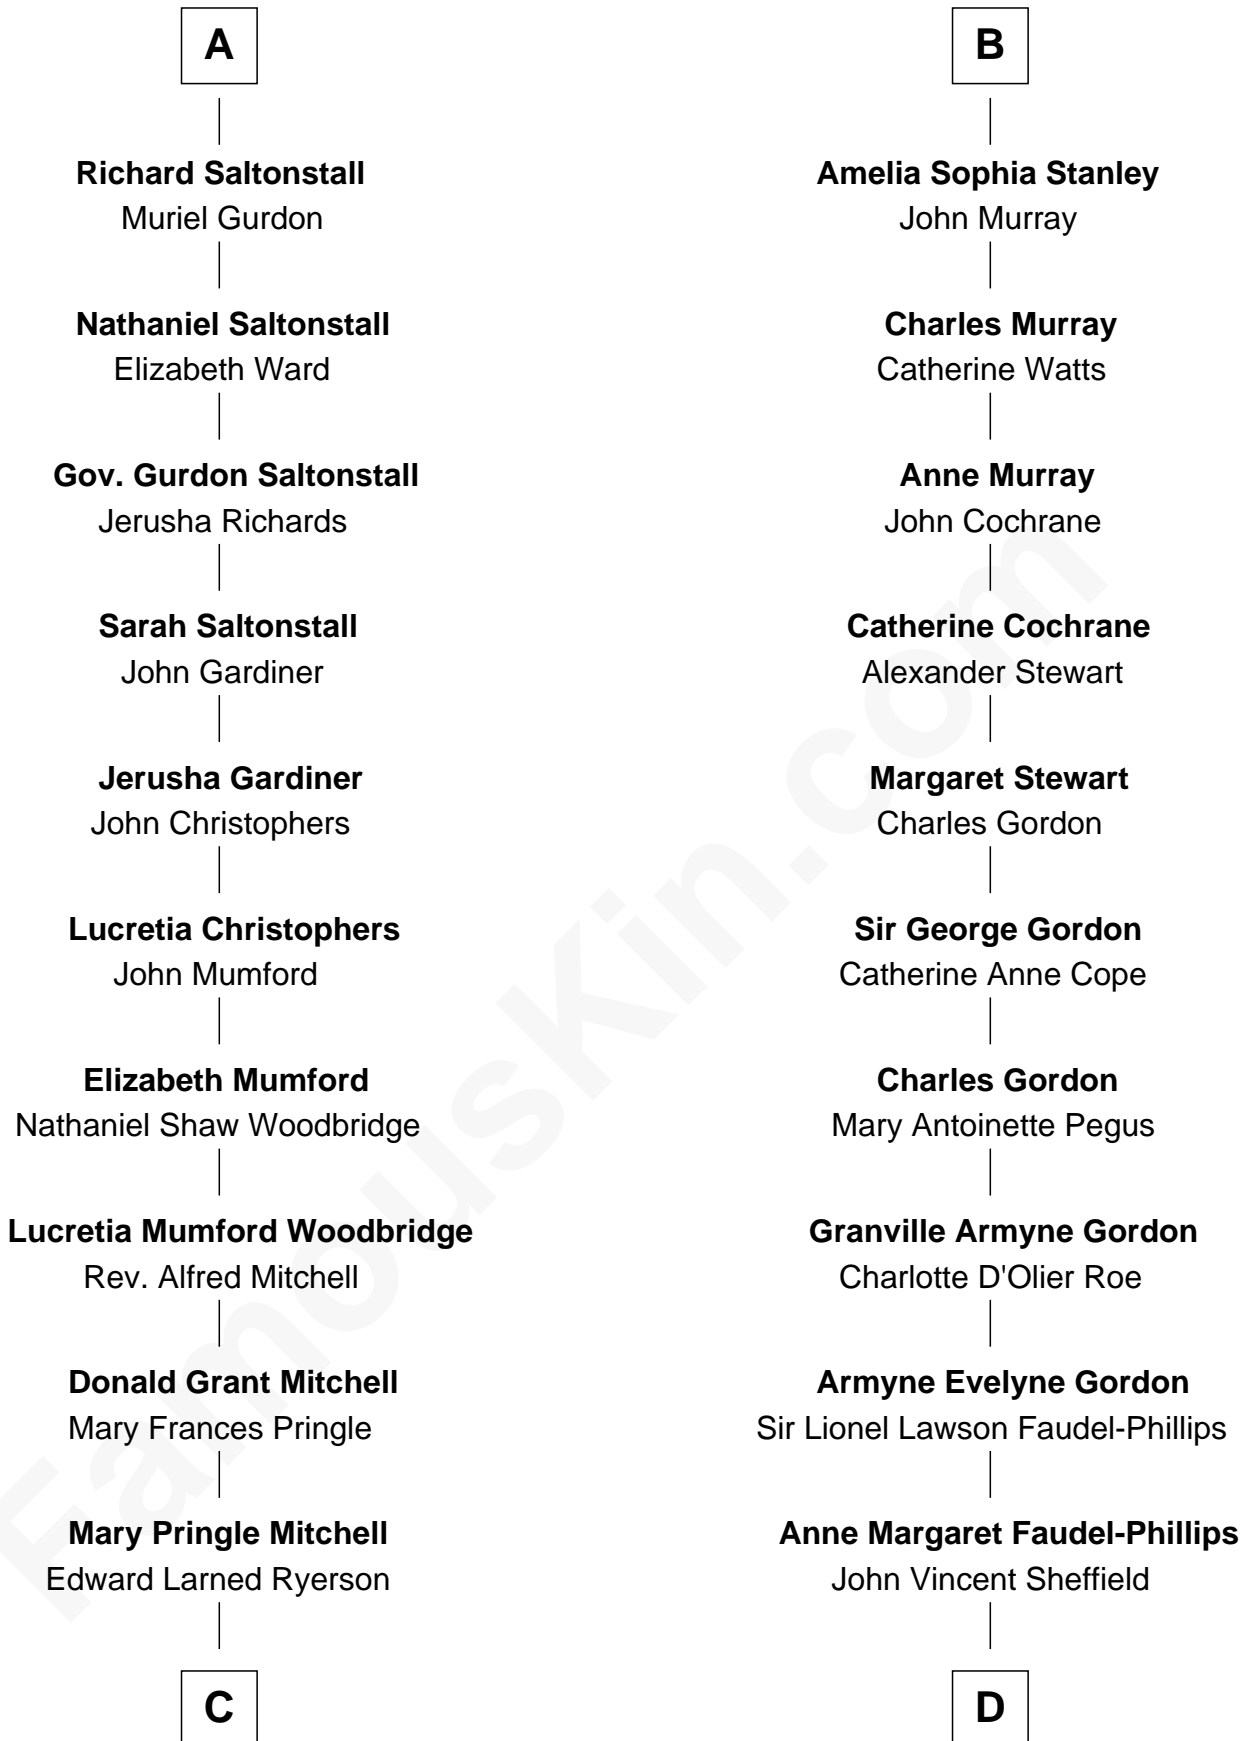 A
Richard Saltonstall
Muriel Gurdon
Nathaniel Saltonstall
Elizabeth Ward
Gov. Gurdon Saltonstall
Jerusha Richards
Sarah Saltonstall
John Gardiner
Jerusha Gardiner
John Christophers
Lucretia Christophers
John Mumford
Elizabeth Mumford
Nathaniel Shaw Woodbridge
Lucretia Mumford Woodbridge
Rev. Alfred Mitchell
Donald Grant Mitchell
Mary Frances Pringle
Mary Pringle Mitchell
Edward Larned Ryerson
C
B
Amelia Sophia Stanley
John Murray
Charles Murray
Catherine Watts
Anne Murray
John Cochrane
Catherine Cochrane
Alexander Stewart
Margaret Stewart
Charles Gordon
Sir George Gordon
Catherine Anne Cope
Charles Gordon
Mary Antoinette Pegus
Granville Armyne Gordon
Charlotte D'Olier Roe
Armyne Evelyne Gordon
Sir Lionel Lawson Faudel-Phillips
Anne Margaret Faudel-Phillips
John Vincent Sheffield
D
FamousKin.com